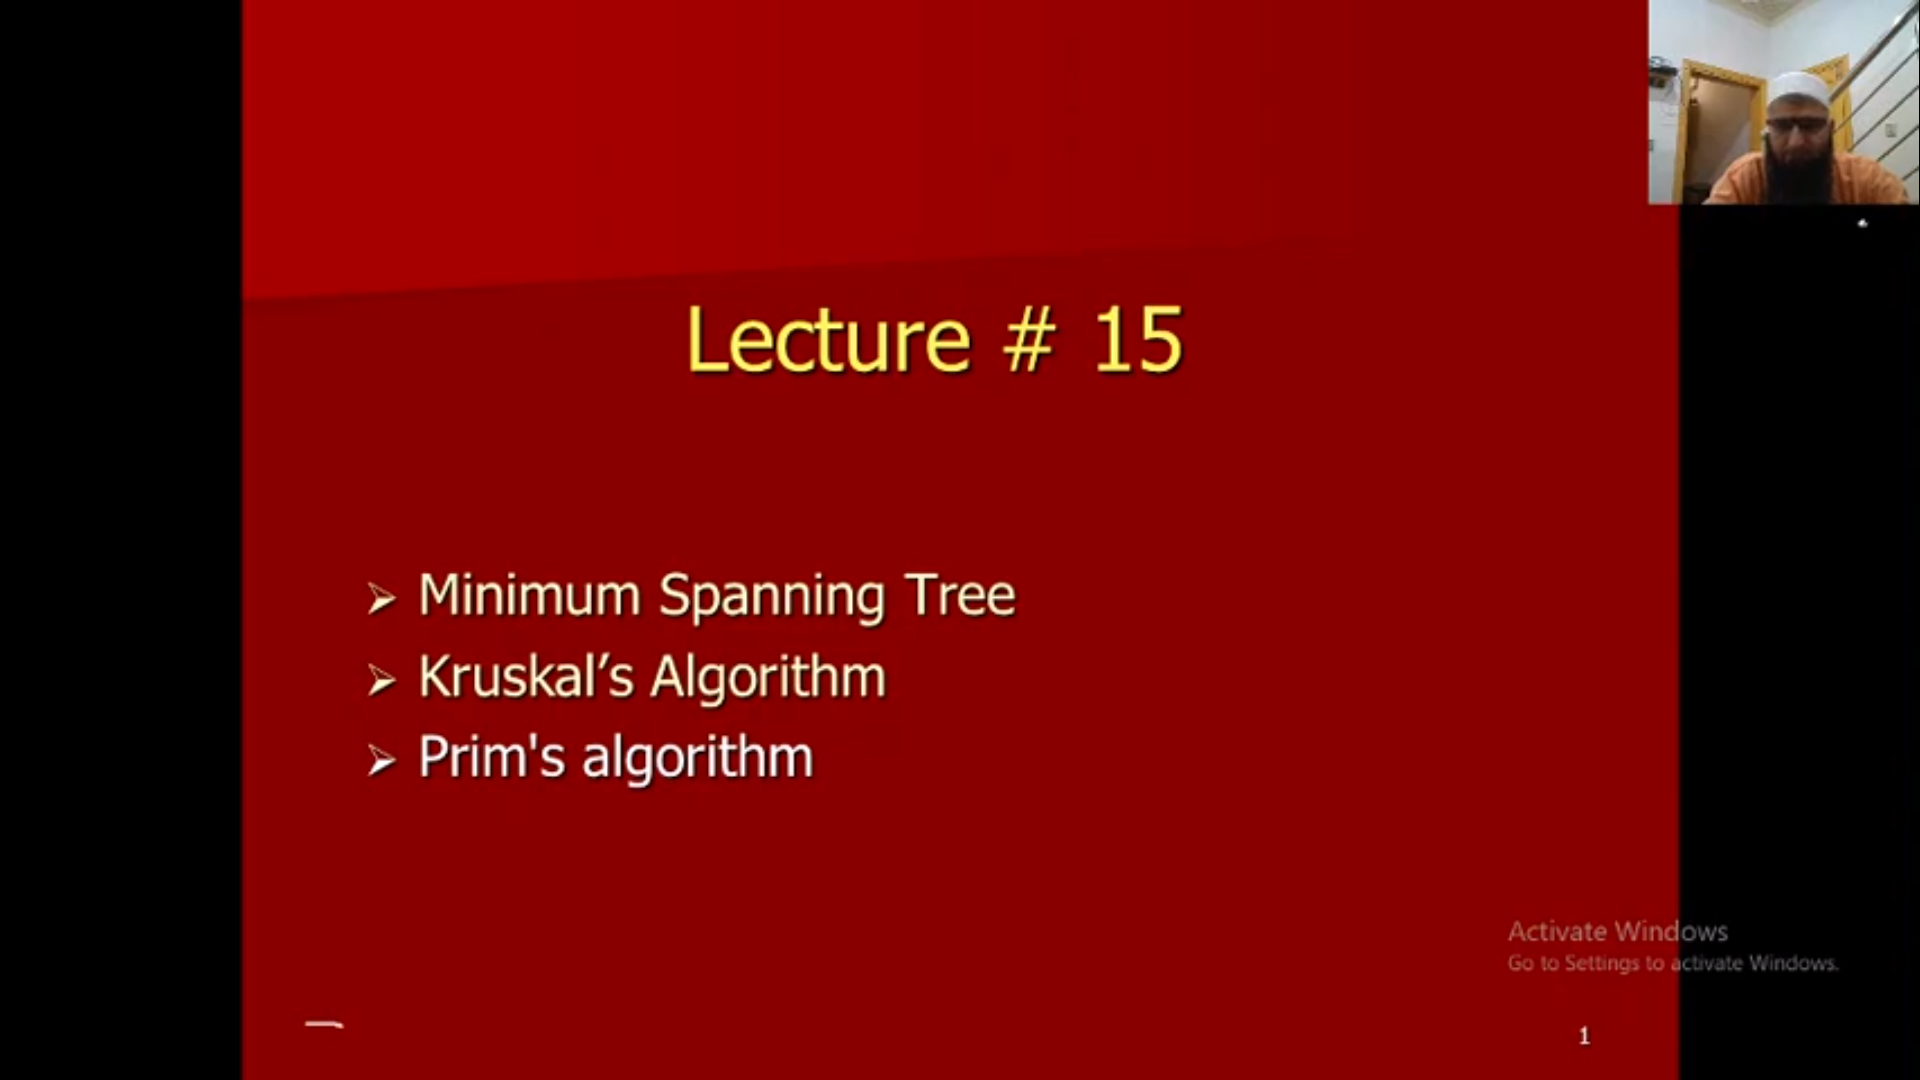 Lecture # 15
Minimum Spanning Tree
Kruskal’s Algorithm
Prim's algorithm
Activate Windows
Go to Settings to activate Windows.
1